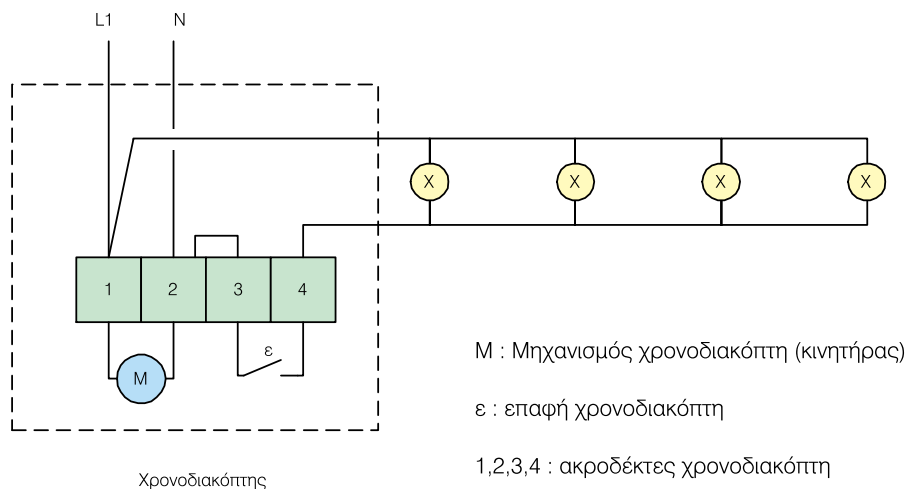 L1 N
X X X X
1 2 3 4
ε
M
M : Μηχανισμός χρονοδιακόπτη (κινητήρας)
ε : επαφή χρονοδιακόπτη
1,2,3,4 : ακροδέκτες χρονοδιακόπτη
Χρονοδιακόπτης